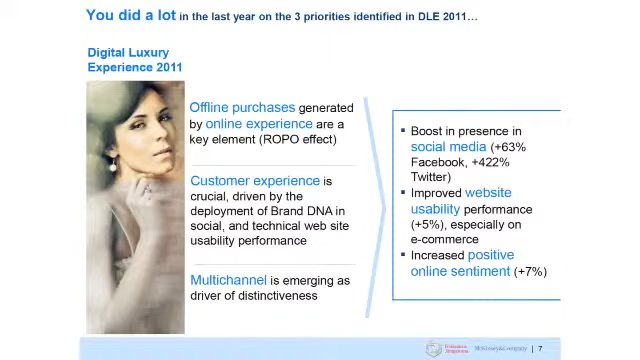 You did a lot in the last year on the 3 priorities identified in DLE 2011…
Digital Luxury
Experience 2011
Offline purchases generated
by online experience are a
key element (ROPO effect)
Customer experience is
crucial, driven by the
deployment of Brand DNA in
social, and technical web site
usability performance
Multichannel is emerging as
driver of distinctiveness
▪ Boost in presence in
social media (+63%
Facebook, +422%
Twitter)
▪ Improved website
usability performance
(+5%), especially on
e-commerce
▪ Increased positive
online sentiment (+7%)
McKinsey&Company | 7